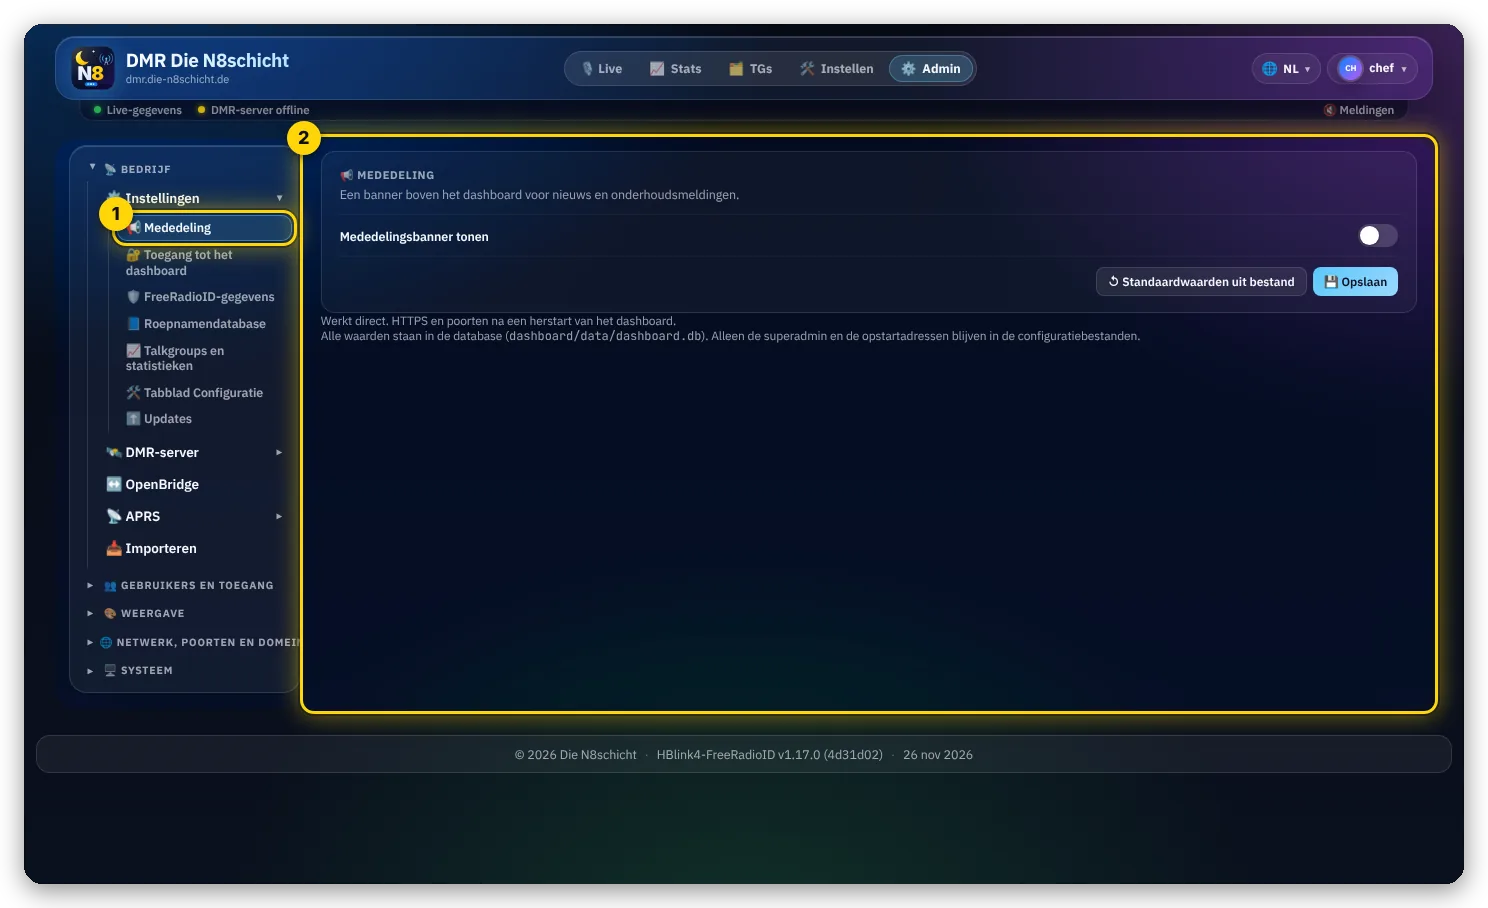 N8
DMR Die N8schicht
dmr.die-n8schicht.de
Live
Stats
TGs
Instellen
Admin
NL
CH
chef
Live-gegevens
DMR-server offline
Meldingen
2
BEDRIJF
Instellingen
1
Mededeling
Toegang tot het
dashboard
FreeRadioID-gegevens
Roepnamendatabase
Talkgroups en
statistieken
Tabblad Configuratie
Updates
DMR-server
OpenBridge
APRS
Importeren
GEBRUIKERS EN TOEGANG
WEERGAVE
NETWERK, POORTEN EN
SYSTEEM
MEDEDELING
Een banner boven het dashboard voor nieuws en onderhoudsmeldingen.
Mededelingsbanner tonen
Standaardwaarden uit bestand
Opslaan
Werkt direct. HTTPS en poorten na een herstart van het dashboard.
Alle waarden staan in de database (dashboard/data/dashboard.db). Alleen de superadmin en de opstartadressen blijven in de configuratiebestanden.
© 2026 Die N8schicht · HBlink4-FreeRadioID v1.17.0 (4d31d02) · 26 nov 2026